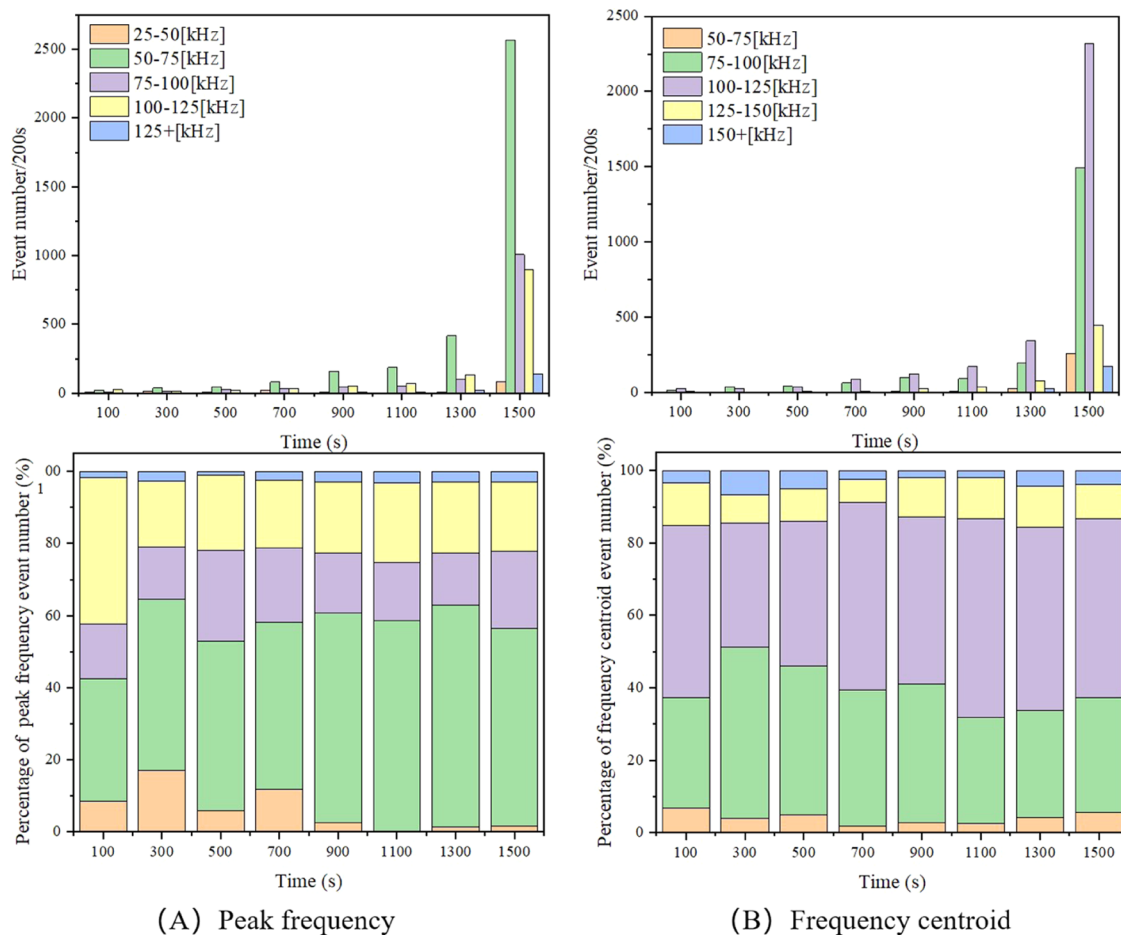 25-50[kHz]
50-75[kHz]
75-100[kHz]
100-125[kHz]
125+[kHz]
Event number/200s
2500
2000
1500
1000
500
0
100 300 500 700 900 1100 1300 1500
Time (s)
50-75[kHz]
75-100[kHz]
100-125[kHz]
125-150[kHz]
150+[kHz]
Event number/200s
2500
2000
1500
1000
500
0
100 300 500 700 900 1100 1300 1500
Time (s)
Percentage of peak frequency event number (%)
00
1
80
60
40
20
0
100 300 500 700 900 1100 1300 1500
Time (s)
(A) Peak frequency
Percentage of frequency centroid event number (%)
100
80
60
40
20
0
100 300 500 700 900 1100 1300 1500
Time (s)
(B) Frequency centroid